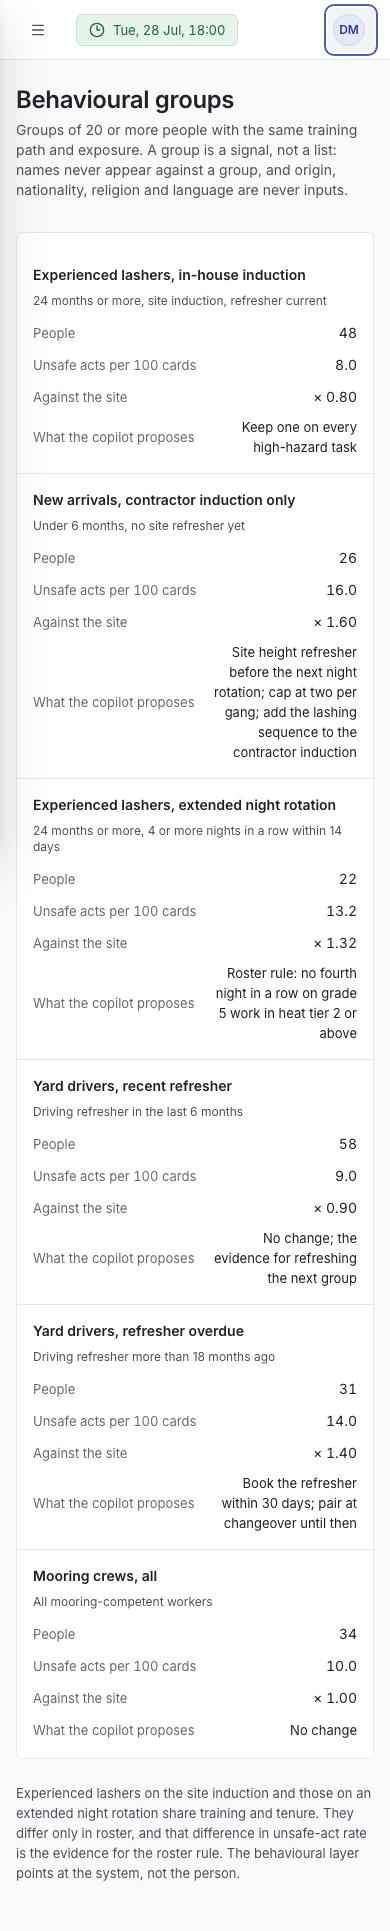 Tue, 28 Jul, 18:00
DM
Behavioural groups
Groups of 20 or more people with the same training
path and exposure. A group is a signal, not a list:
names never appear against a group, and origin,
nationality, religion and language are never inputs.
Experienced lashers, in-house induction
24 months or more, site induction, refresher current
People 48
Unsafe acts per 100 cards 8.0
Against the site × 0.80
What the copilot proposes Keep one on every
high-hazard task
New arrivals, contractor induction only
Under 6 months, no site refresher yet
People 26
Unsafe acts per 100 cards 16.0
Against the site × 1.60
What the copilot proposes Site height refresher
before the next night
rotation; cap at two per
gang; add the lashing
sequence to the
contractor induction
Experienced lashers, extended night rotation
24 months or more, 4 or more nights in a row within 14
days
People 22
Unsafe acts per 100 cards 13.2
Against the site × 1.32
What the copilot proposes Roster rule: no fourth
night in a row on grade
5 work in heat tier 2 or
above
Yard drivers, recent refresher
Driving refresher in the last 6 months
People 58
Unsafe acts per 100 cards 9.0
Against the site × 0.90
What the copilot proposes No change; the
evidence for refreshing
the next group
Yard drivers, refresher overdue
Driving refresher more than 18 months ago
People 31
Unsafe acts per 100 cards 14.0
Against the site × 1.40
What the copilot proposes Book the refresher
within 30 days; pair at
changeover until then
Mooring crews, all
All mooring-competent workers
People 34
Unsafe acts per 100 cards 10.0
Against the site × 1.00
What the copilot proposes No change
Experienced lashers on the site induction and those on an
extended night rotation share training and tenure. They
differ only in roster, and that difference in unsafe-act rate
is the evidence for the roster rule. The behavioural layer
points at the system, not the person.